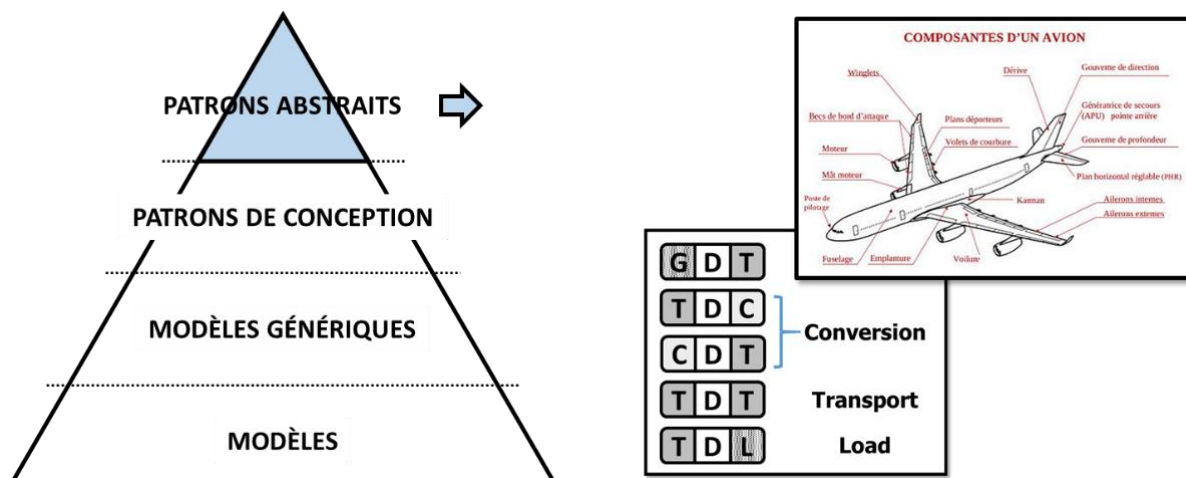 PATRONS ABSTRAITS
PATRONS DE CONCEPTION
MODÈLES GÉNÉRIQUES
MODÈLES
COMPOSANTES D'UN AVION
Winglets
Dérive
Gouverne de direction
Becs de bord d'attaque
Plans déporteurs
Génératrice de secours
(APU) pointe arrière
Moteur
Volets de courbure
Gouverne de profondeur
Mât moteur
Plan horizontal réglable (PHR)
Poste de
pilotage
Karman
Ailerons internes
Ailerons externes
Fuselage
Emplanture
Voilure
G D T
T D C
Conversion
C D T
T D T
Transport
T D L
Load